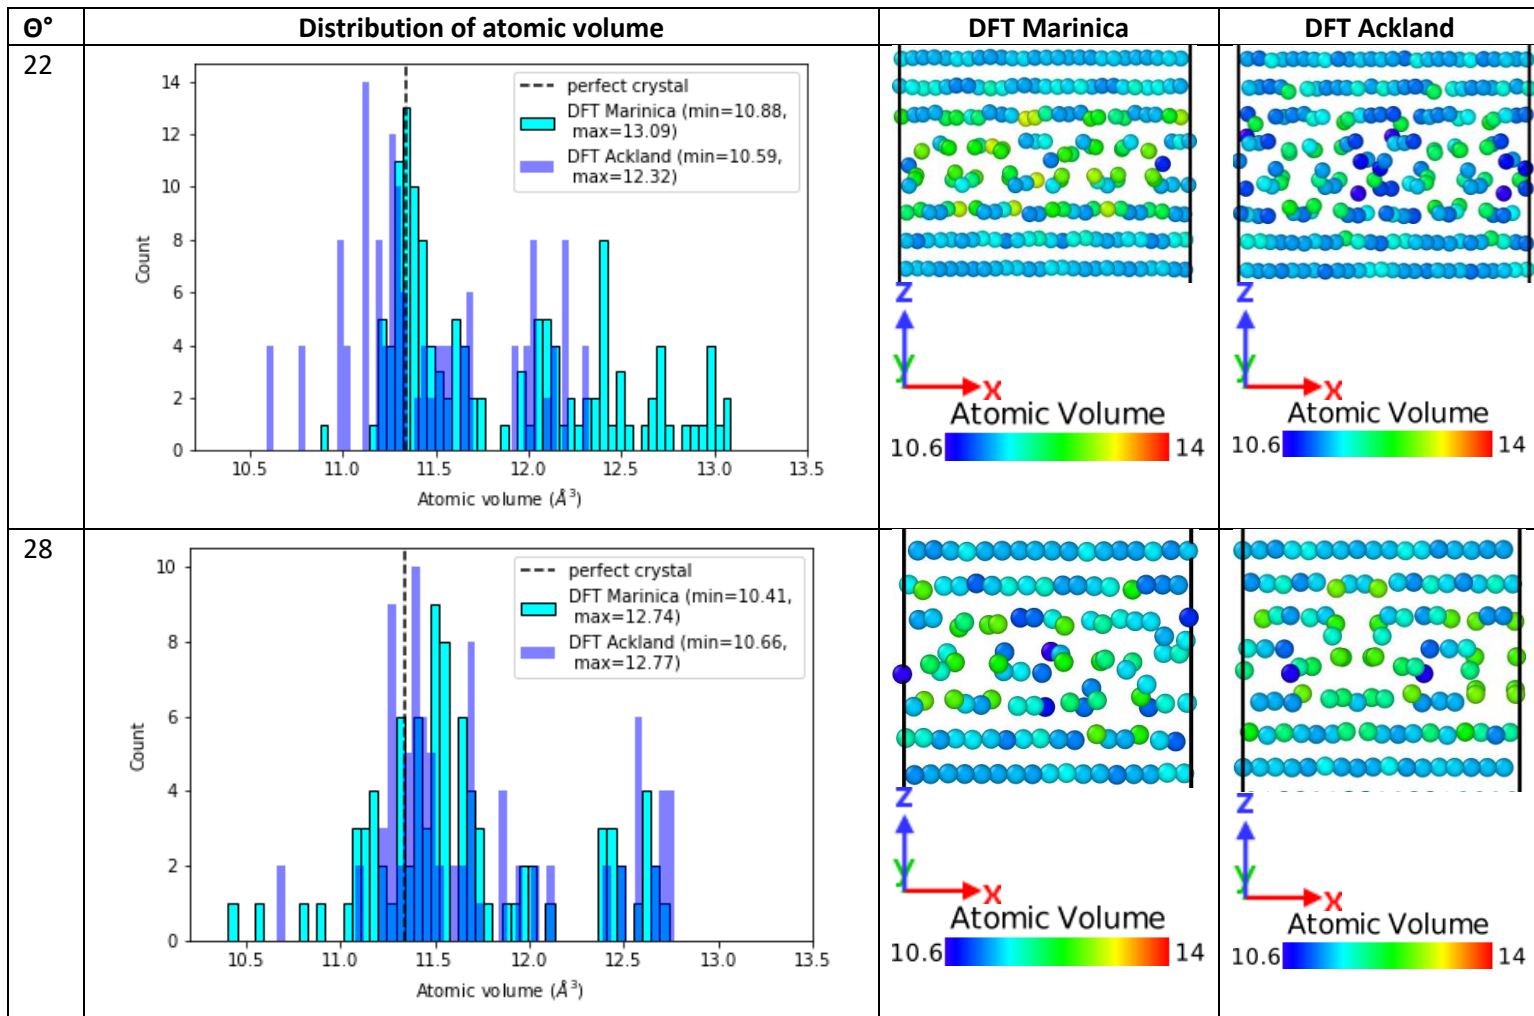 Θ° Distribution of atomic volume DFT Marinica DFT Ackland
22
14
12
10
8
6
4
2
0
Count
10.5 11.0 11.5 12.0 12.5 13.0 13.5
Atomic volume (Å³)
perfect crystal
DFT Marinica (min=10.88,
max=13.09)
DFT Ackland (min=10.59,
max=12.32)
Z
y
X
Atomic Volume
10.6 14
Z
y
X
Atomic Volume
10.6 14
28
10
8
6
4
2
0
Count
10.5 11.0 11.5 12.0 12.5 13.0 13.5
Atomic volume (Å³)
perfect crystal
DFT Marinica (min=10.41,
max=12.74)
DFT Ackland (min=10.66,
max=12.77)
Z
y
X
Atomic Volume
10.6 14
Z
y
X
Atomic Volume
10.6 14